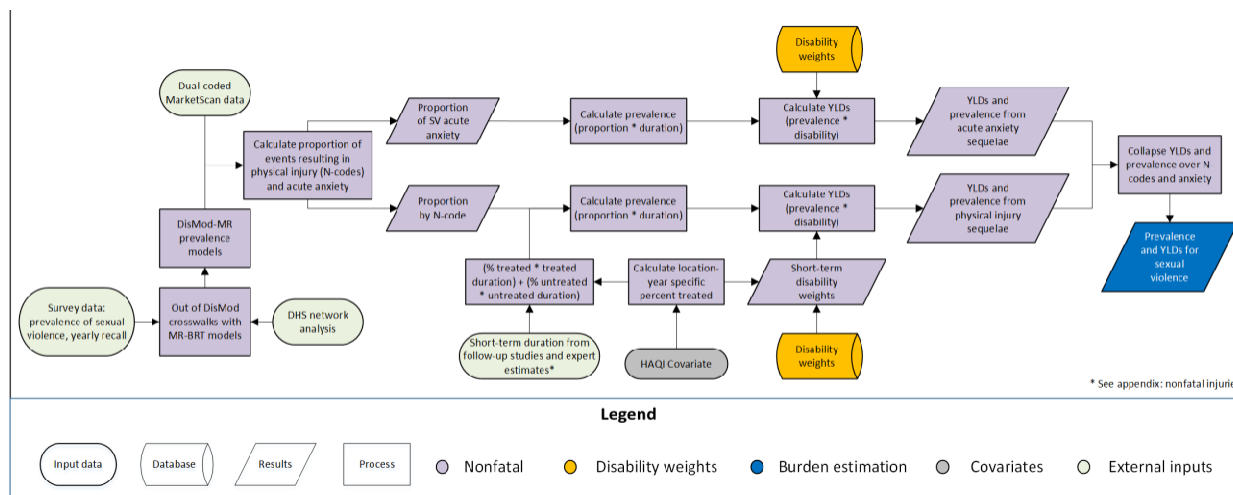 Disability
weights
Dual coded
MarketScan data
Proportion
of SV acute
anxiety
Calculate prevalence
(proportion * duration)
Calculate YLDs
(prevalence *
disability)
YLDs and
prevalence from
acute anxiety
sequelae
Calculate proportion of
events resulting in
physical injury (N-codes)
and acute anxiety
Collapse YLDs and
prevalence over N-
codes and anxiety
Proportion
by N-code
Calculate prevalence
(proportion * duration)
Calculate YLDs
(prevalence *
disability)
YLDs and
prevalence from
physical injury
sequelae
DisMod-MR
prevalence
models
Prevalence
and YLDs for
sexual
violence
(% treated * treated
duration) + (% untreated
* untreated duration)
Calculate location-
year specific
percent treated
Short-term
disability
weights
Survey data:
prevalence of sexual
violence, yearly recall
Out of DisMod
crosswalks with
MR-BRT models
DHS network
analysis
Short-term duration from
follow-up studies and expert
estimates*
HAQI Covariate
Disability
weights
* See appendix: nonfatal injurie
Legend
Input data
Database
Results
Process
Nonfatal
Disability weights
Burden estimation
Covariates
External inputs